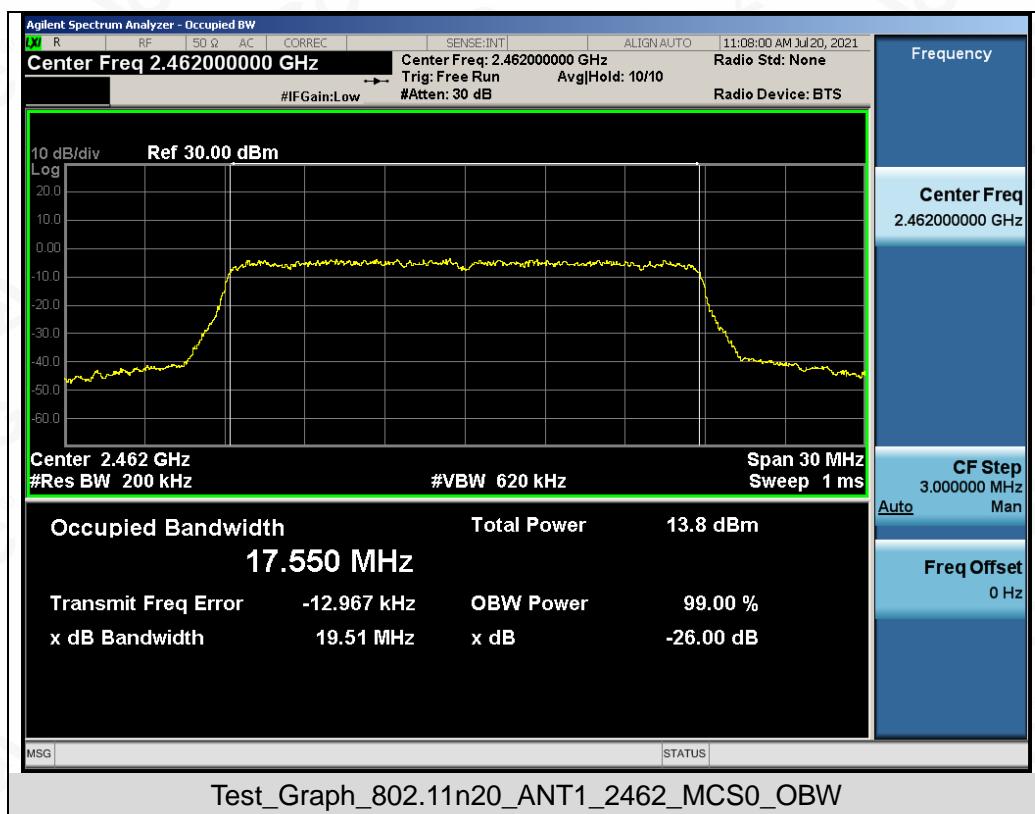 Agilent Spectrum Analyzer - Occupied BW
LXI R RF 50 Ω AC CORREC SENSE:INT ALIGN AUTO 11:08:00 AM Jul 20, 2021
Center Freq 2.462000000 GHz
Center Freq: 2.462000000 GHz Radio Std: None
Trig: Free Run Avg|Hold: 10/10
#IFGain:Low #Atten: 30 dB Radio Device: BTS
Frequency
10 dB/div Ref 30.00 dBm
Log
20.0
10.0
0.00
-10.0
-20.0
-30.0
-40.0
-50.0
-60.0
Center 2.462 GHz Span 30 MHz
#Res BW 200 kHz #VBW 620 kHz Sweep 1 ms
Center Freq
2.462000000 GHz
CF Step
3.000000 MHz
Auto Man
Freq Offset
0 Hz
Occupied Bandwidth Total Power 13.8 dBm
17.550 MHz
Transmit Freq Error -12.967 kHz OBW Power 99.00 %
x dB Bandwidth 19.51 MHz x dB -26.00 dB
MSG STATUS
Test_Graph_802.11n20_ANT1_2462_MCS0_OBW